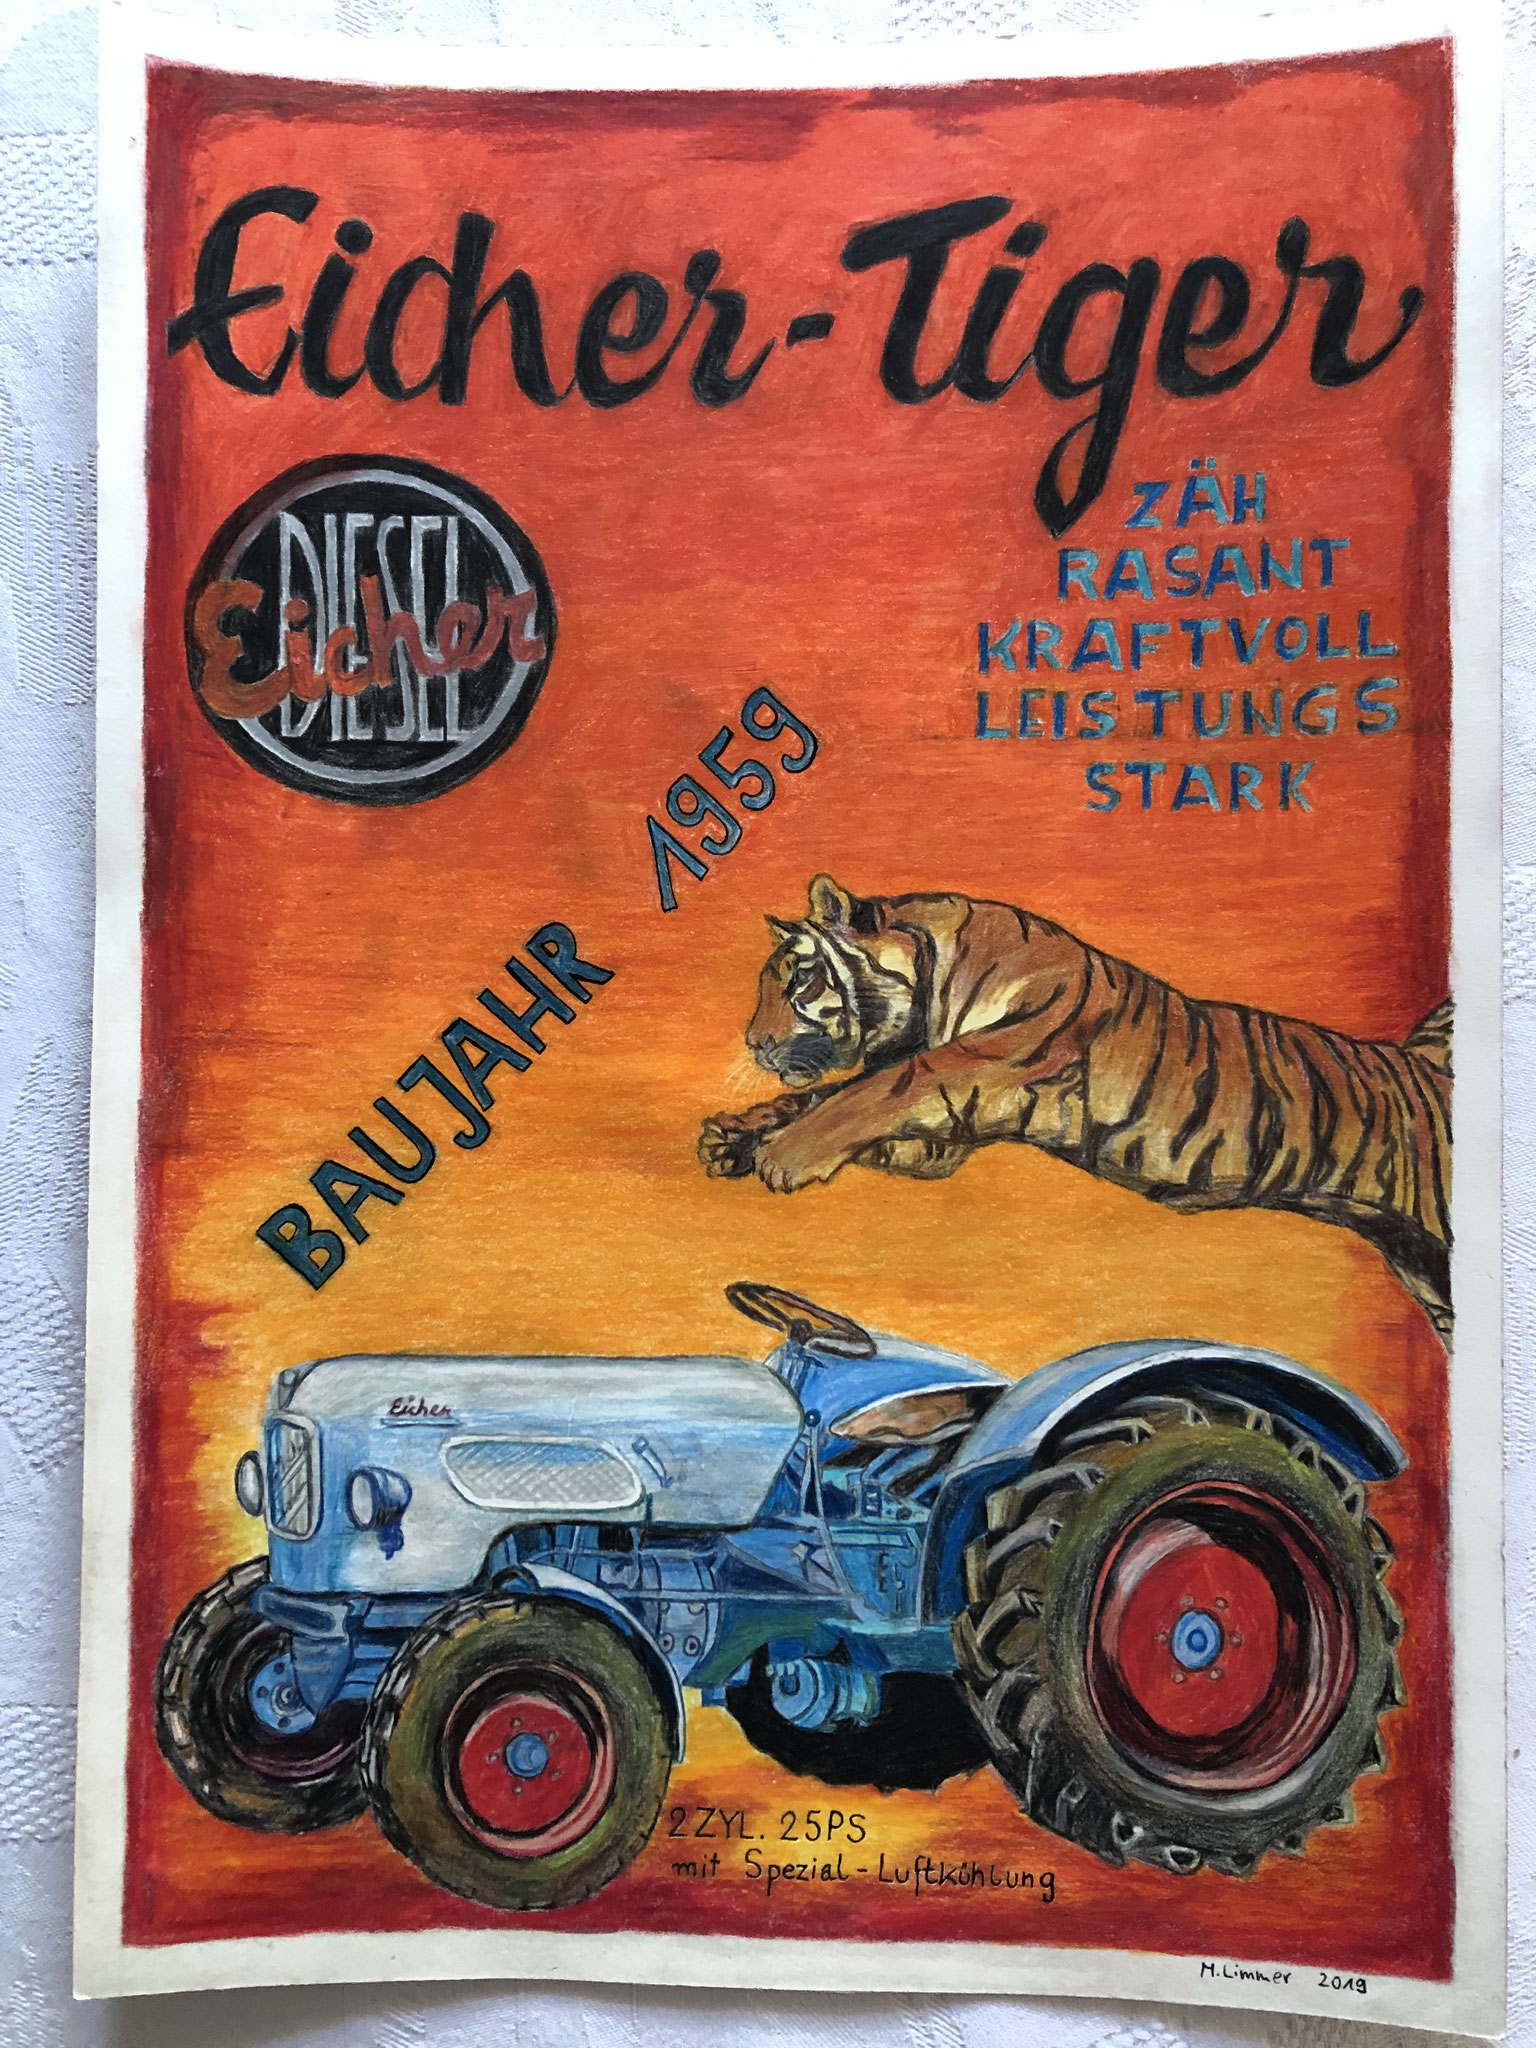 Eicher-Tiger
DIESEL
Eicher
ZÄH
RASANT
KRAFTVOLL
LEISTUNGS
STARK
BAUJAHR 1959
Eicher
2 ZYL. 25PS
mit Spezial-Luftkühlung
M. Limmer 2019